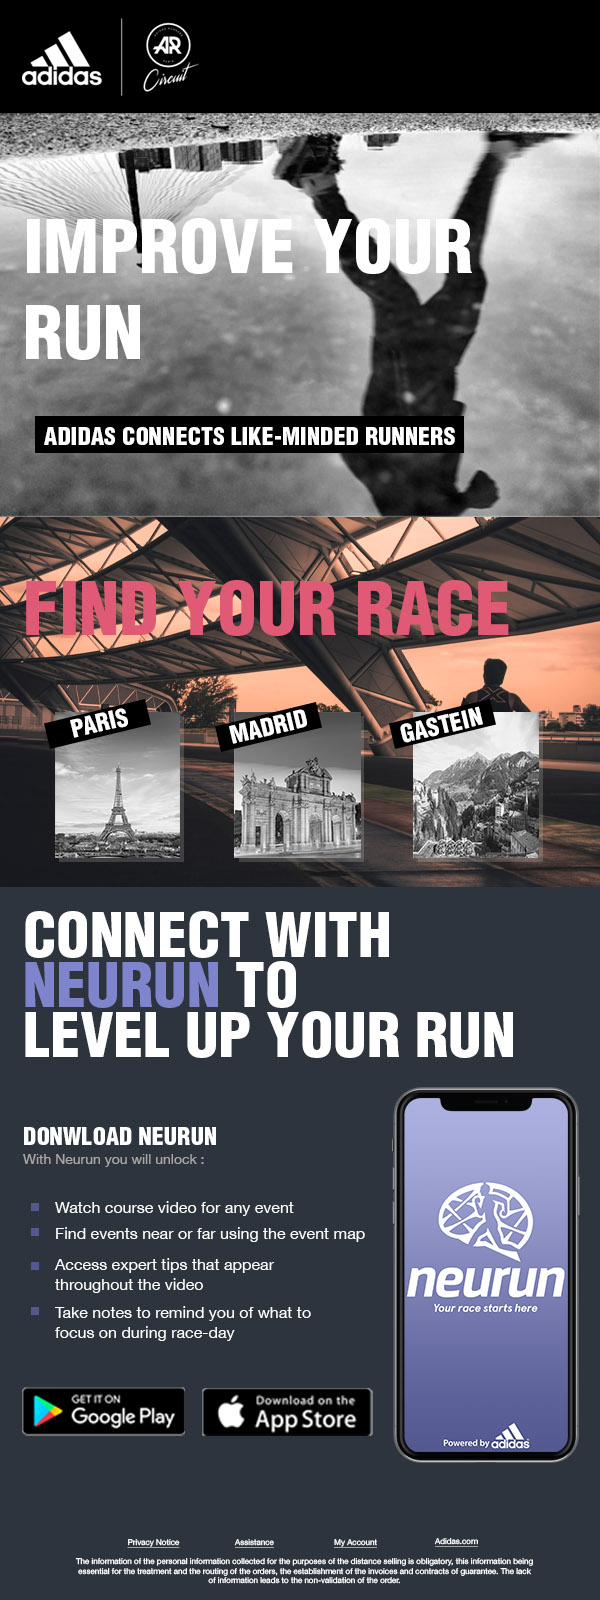 adidas
AR
Circuit
IMPROVE YOUR
RUN
ADIDAS CONNECTS LIKE-MINDED RUNNERS
FIND YOUR RACE
PARIS
MADRID
GASTEIN
CONNECT WITH
NEURUN TO
LEVEL UP YOUR RUN
DONWLOAD NEURUN
With Neurun you will unlock :
Watch course video for any event
Find events near or far using the event map
Access expert tips that appear
throughout the video
Take notes to remind you of what to
focus on during race-day
neurun
Your race starts here
Powered by adidas
GET IT ON
Google Play
Download on the
App Store
Privacy Notice Assistance My Account Adidas.com
The information of the personal information collected for the purposes of the distance selling is obligatory, this information being
essential for the treatment and the routing of the orders, the establishment of the invoices and contracts of guarantee. The lack
of information leads to the non-validation of the order.